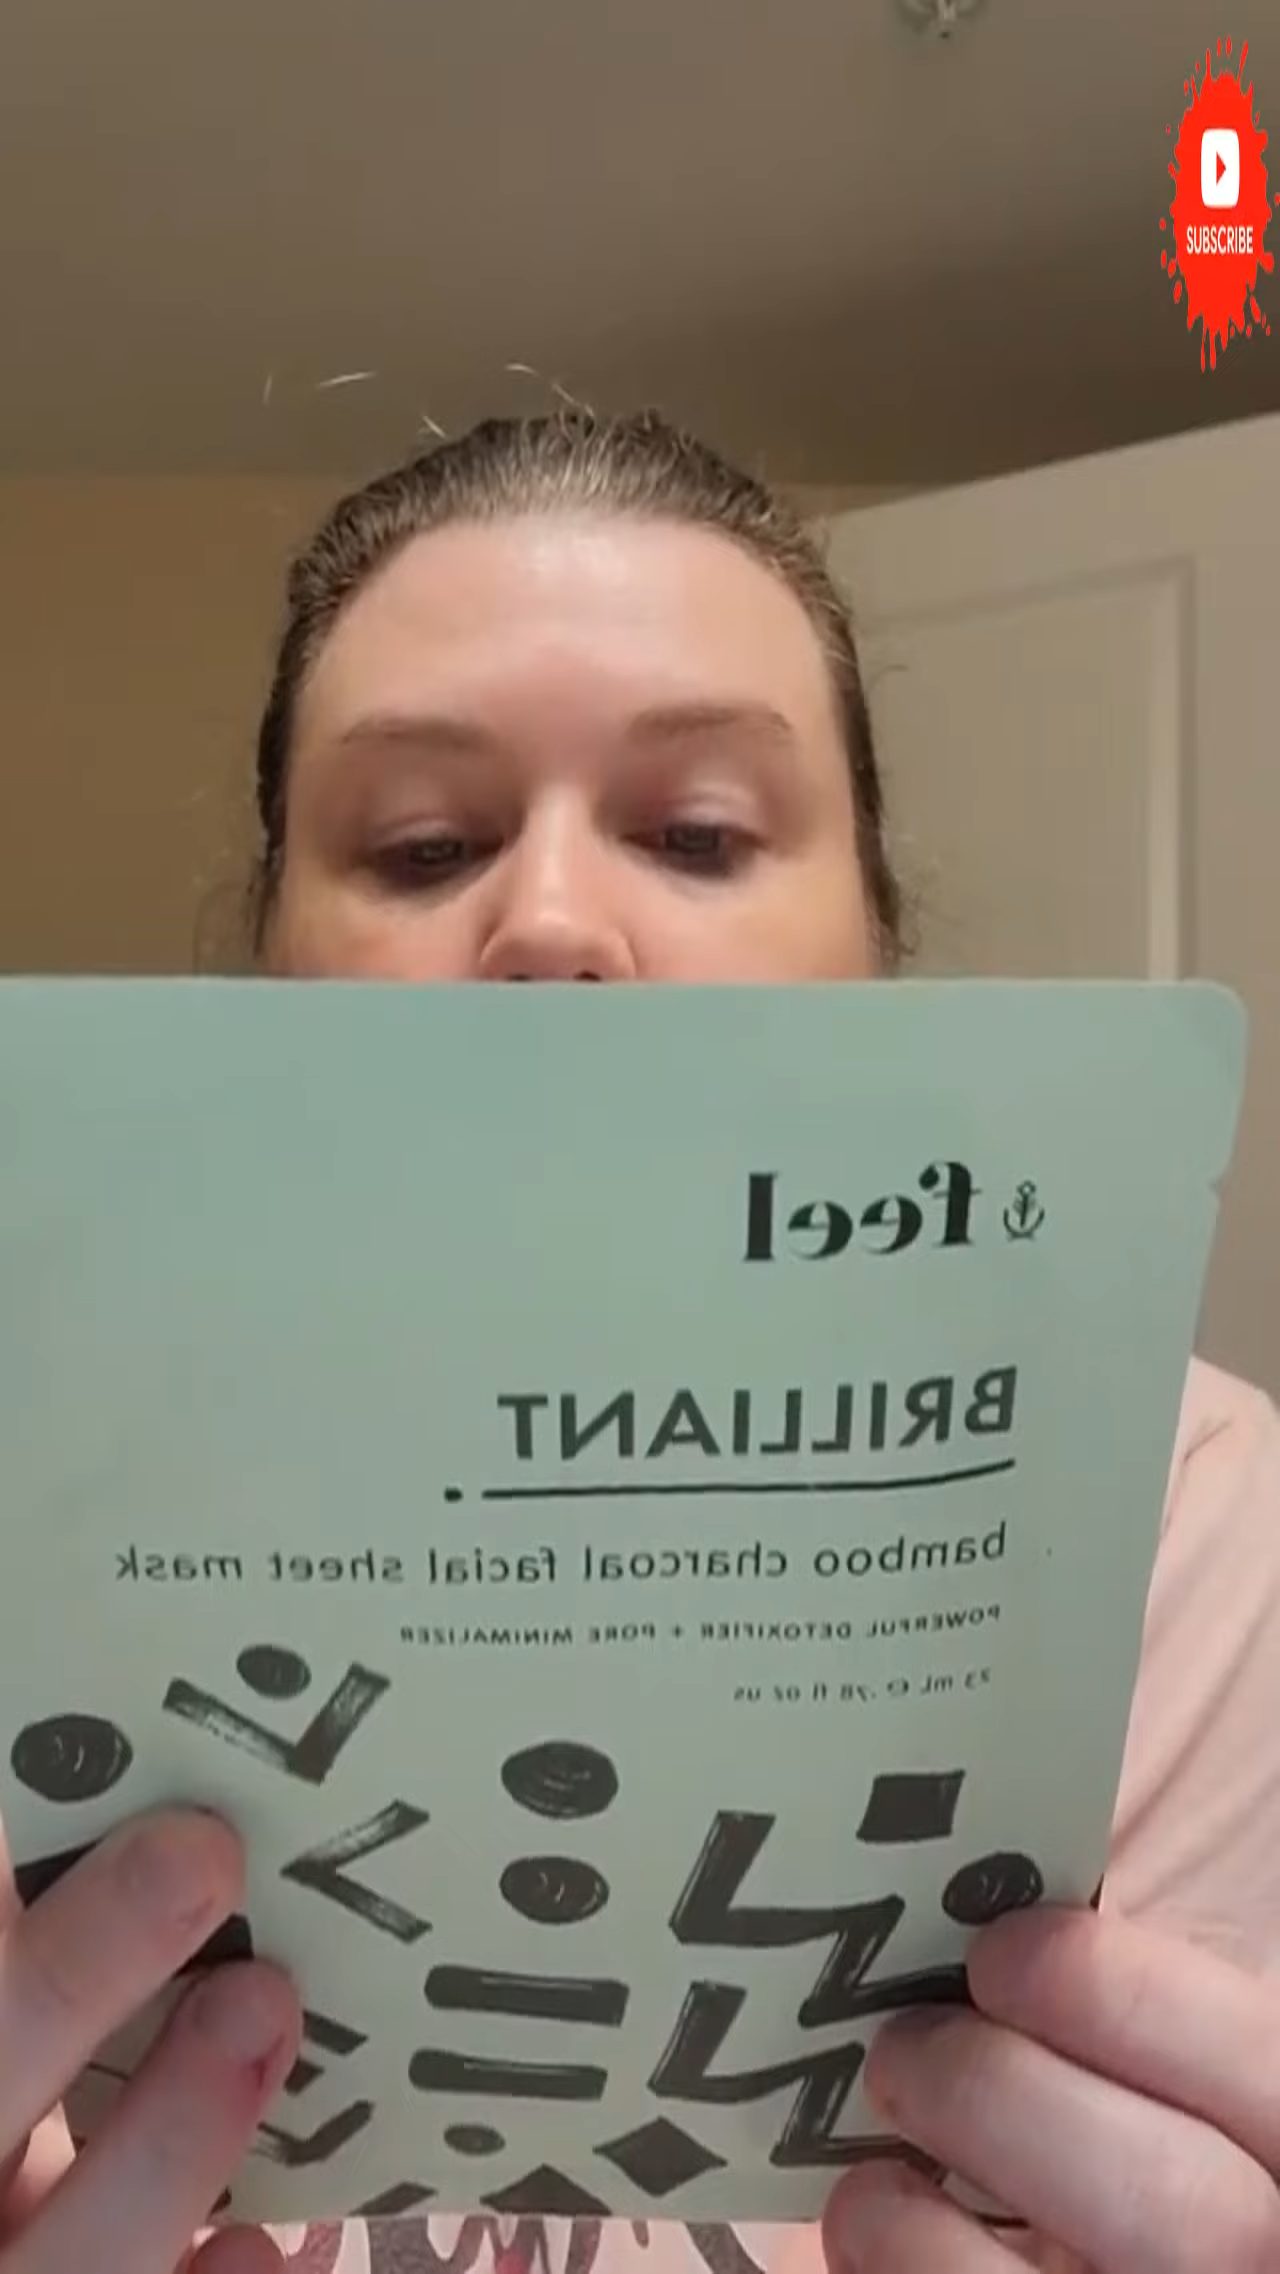 SUBSCRIBE
feel
BRILLIANT
bamboo charcoal facial sheet mask
POWERFUL DETOXIFIER + PORE MINIMALIZER
23 mL ℮ .78 fl oz us